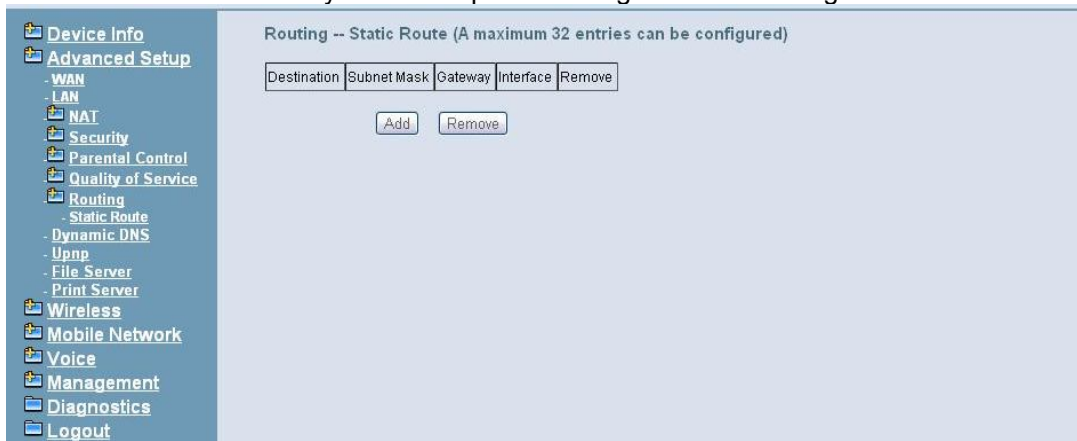 Device Info
Advanced Setup
- WAN
- LAN
- NAT
- Security
- Parental Control
- Quality of Service
- Routing
- Static Route
- Dynamic DNS
- Upnp
- File Server
- Print Server
Wireless
Mobile Network
Voice
Management
Diagnostics
Logout
Routing -- Static Route (A maximum 32 entries can be configured)
Destination Subnet Mask Gateway Interface Remove
Add Remove